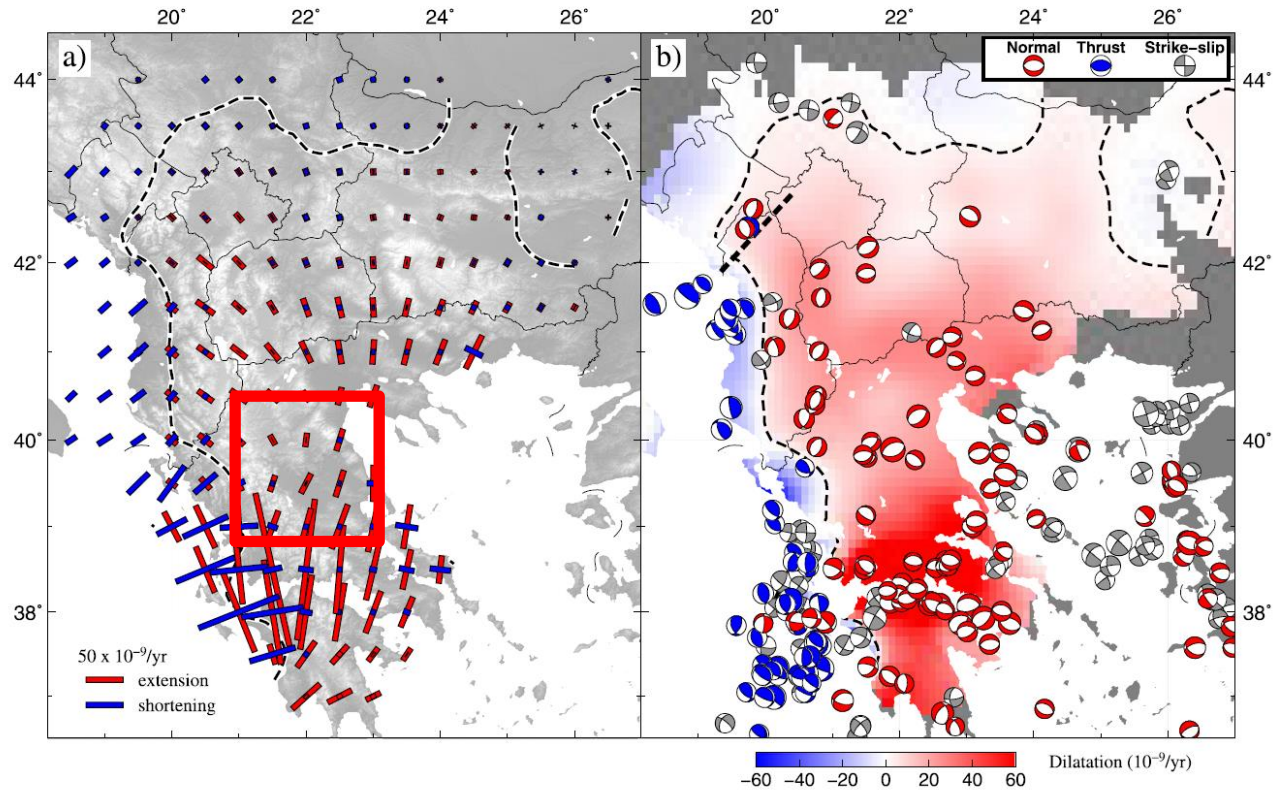 20˚ 22˚ 24˚ 26˚ 20˚ 22˚ 24˚ 26˚
a)
b)
Normal Thrust Strike-slip
44˚ 44˚
42˚ 42˚
40˚ 40˚
38˚ 38˚
50 x 10⁻⁹/yr
extension
shortening
−60 −40 −20 0 20 40 60
Dilatation (10⁻⁹/yr)